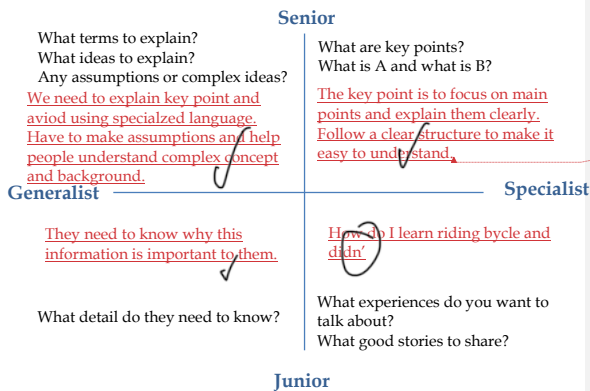 Senior
What terms to explain?
What ideas to explain?
Any assumptions or complex ideas?
We need to explain key point and
aviod using specialzed language.
Have to make assumptions and help
people understand complex concept
and background.
What are key points?
What is A and what is B?
The key point is to focus on main
points and explain them clearly.
Follow a clear structure to make it
easy to understand.
Generalist
Specialist
They need to know why this
information is important to them.
What detail do they need to know?
How do I learn riding bycle and
didn'
What experiences do you want to
talk about?
What good stories to share?
Junior